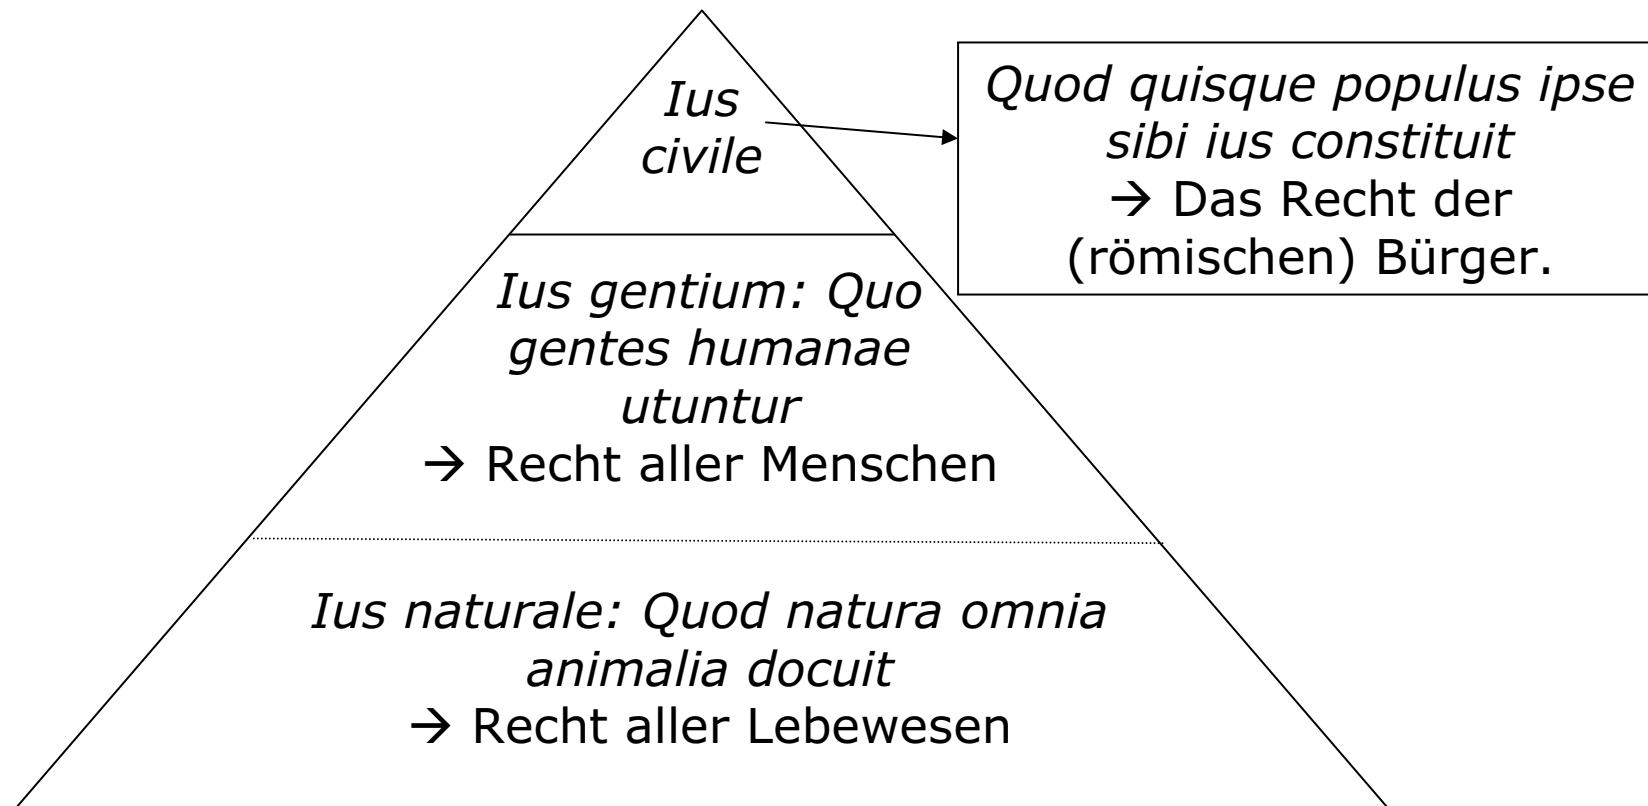 Ius
civile
Quod quisque populus ipse
sibi ius constituit
→ Das Recht der
(römischen) Bürger.
Ius gentium: Quo
gentes humanae
utuntur
→ Recht aller Menschen
Ius naturale: Quod natura omnia
animalia docuit
→ Recht aller Lebewesen